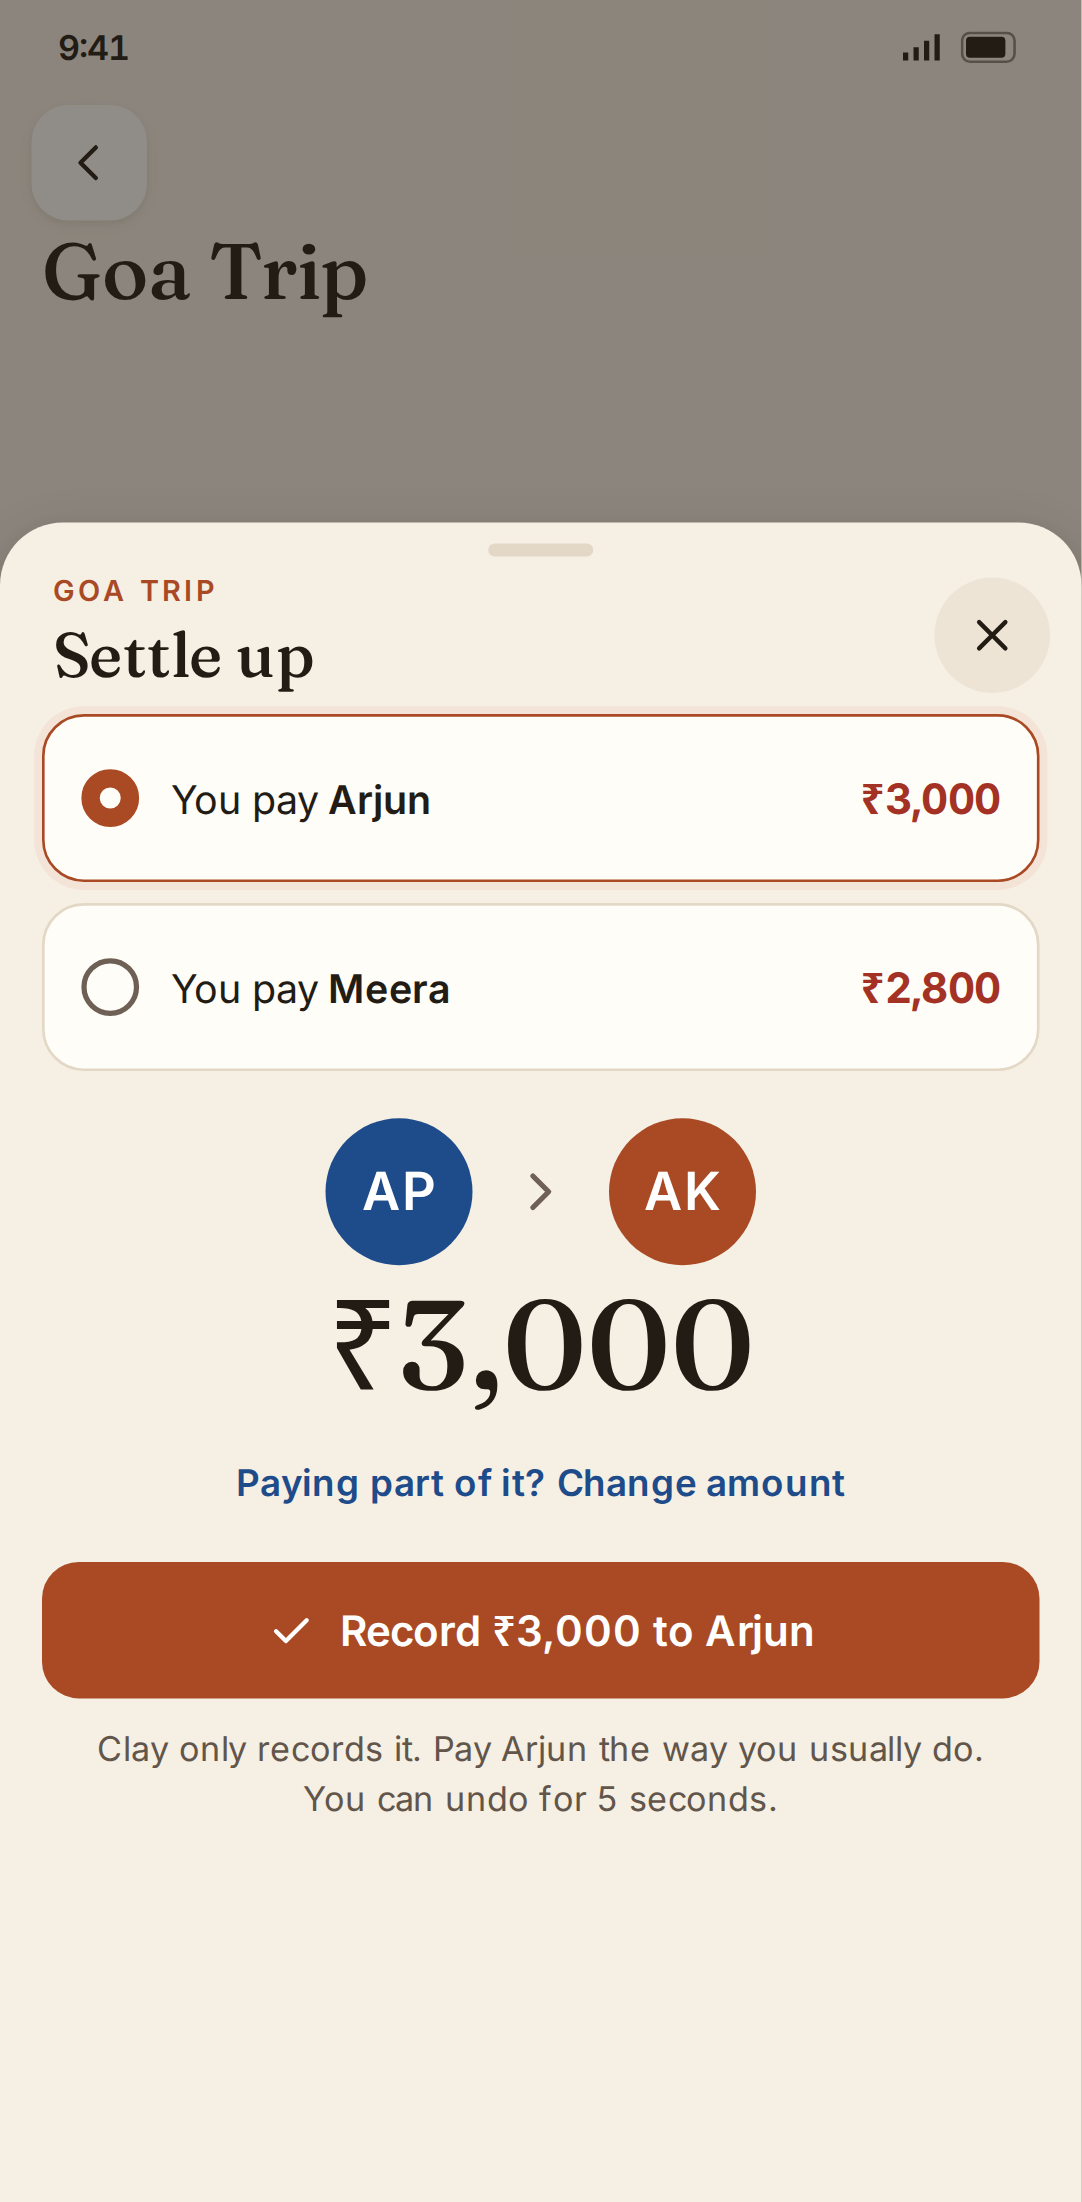 9:41
Goa Trip
GOA TRIP
Settle up
You pay Arjun ₹3,000
You pay Meera ₹2,800
AP AK
₹3,000
Paying part of it? Change amount
Record ₹3,000 to Arjun
Clay only records it. Pay Arjun the way you usually do.
You can undo for 5 seconds.